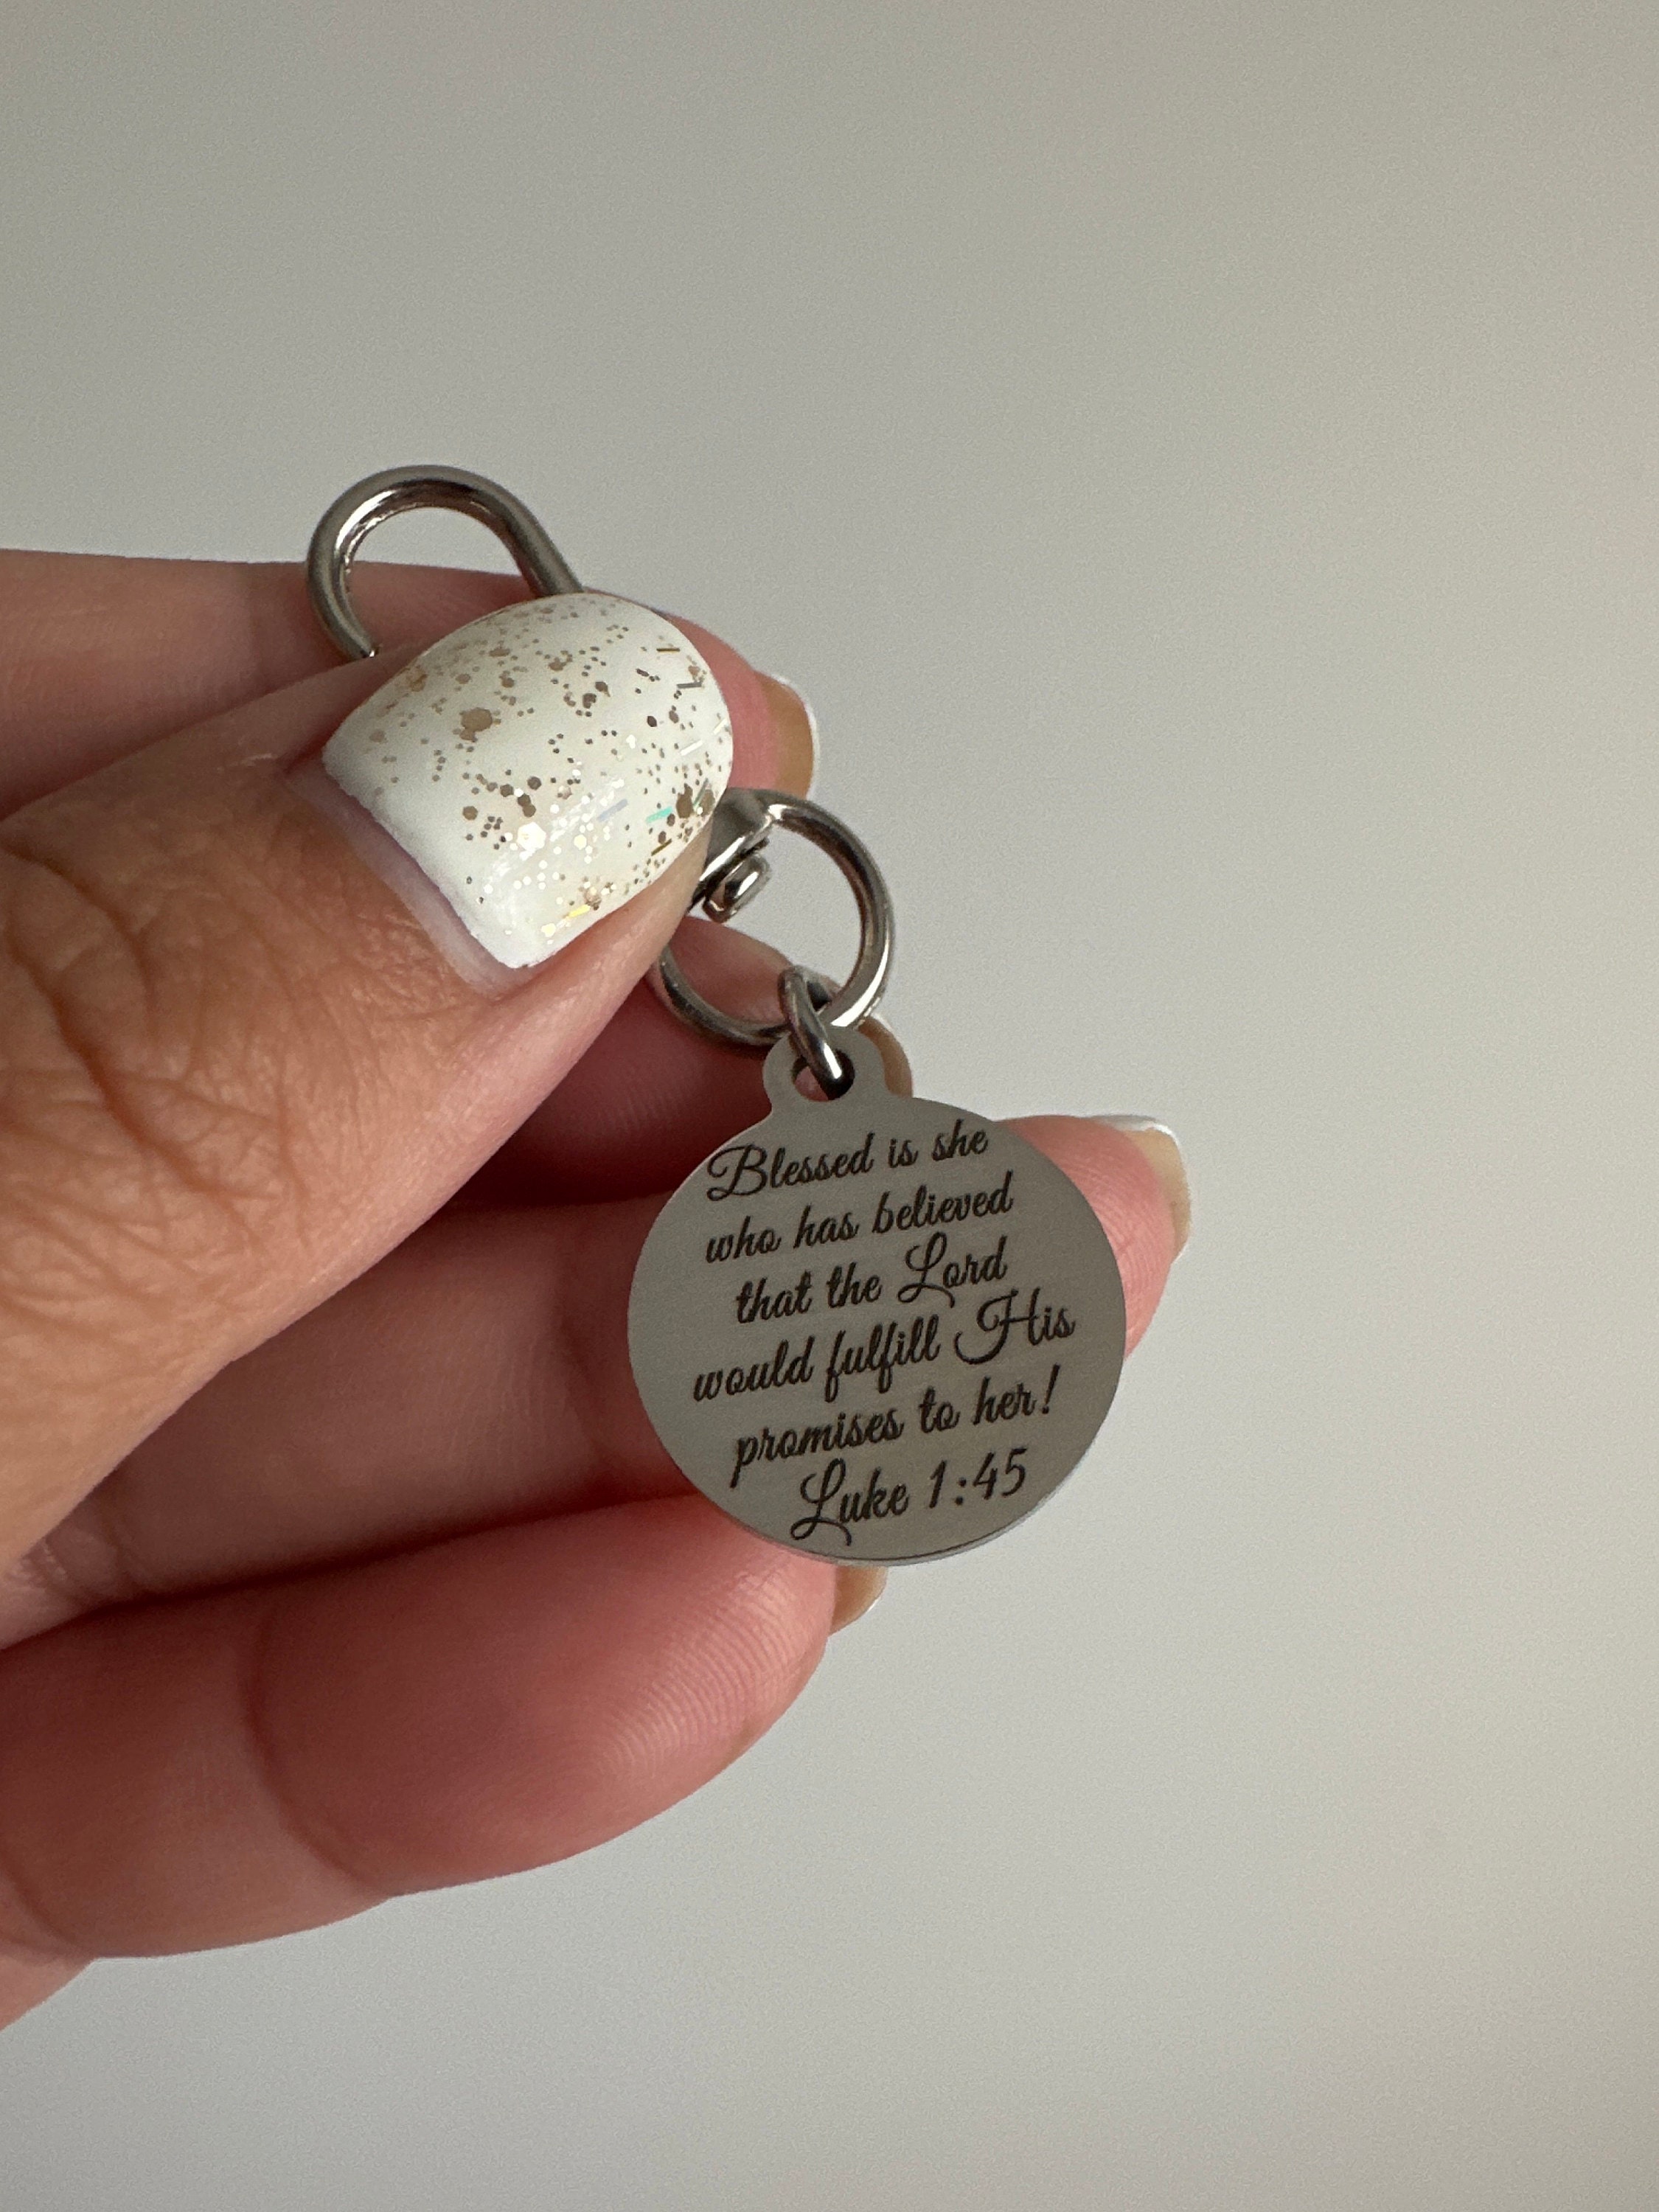 Blessed is she
who has believed
that the Lord
would fulfill His
promises to her!
Luke 1:45